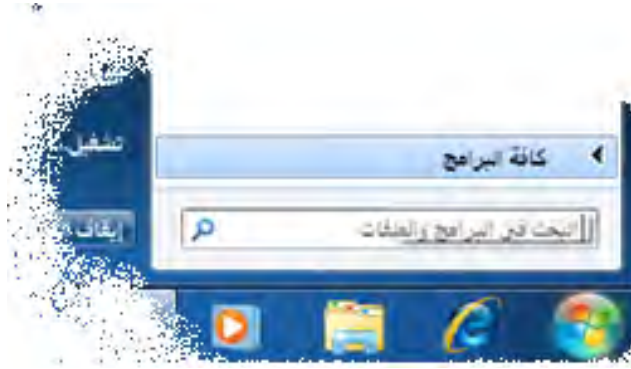 كافة البرامج
تشغيل
البحث في البرامج والملفات
إيقاف